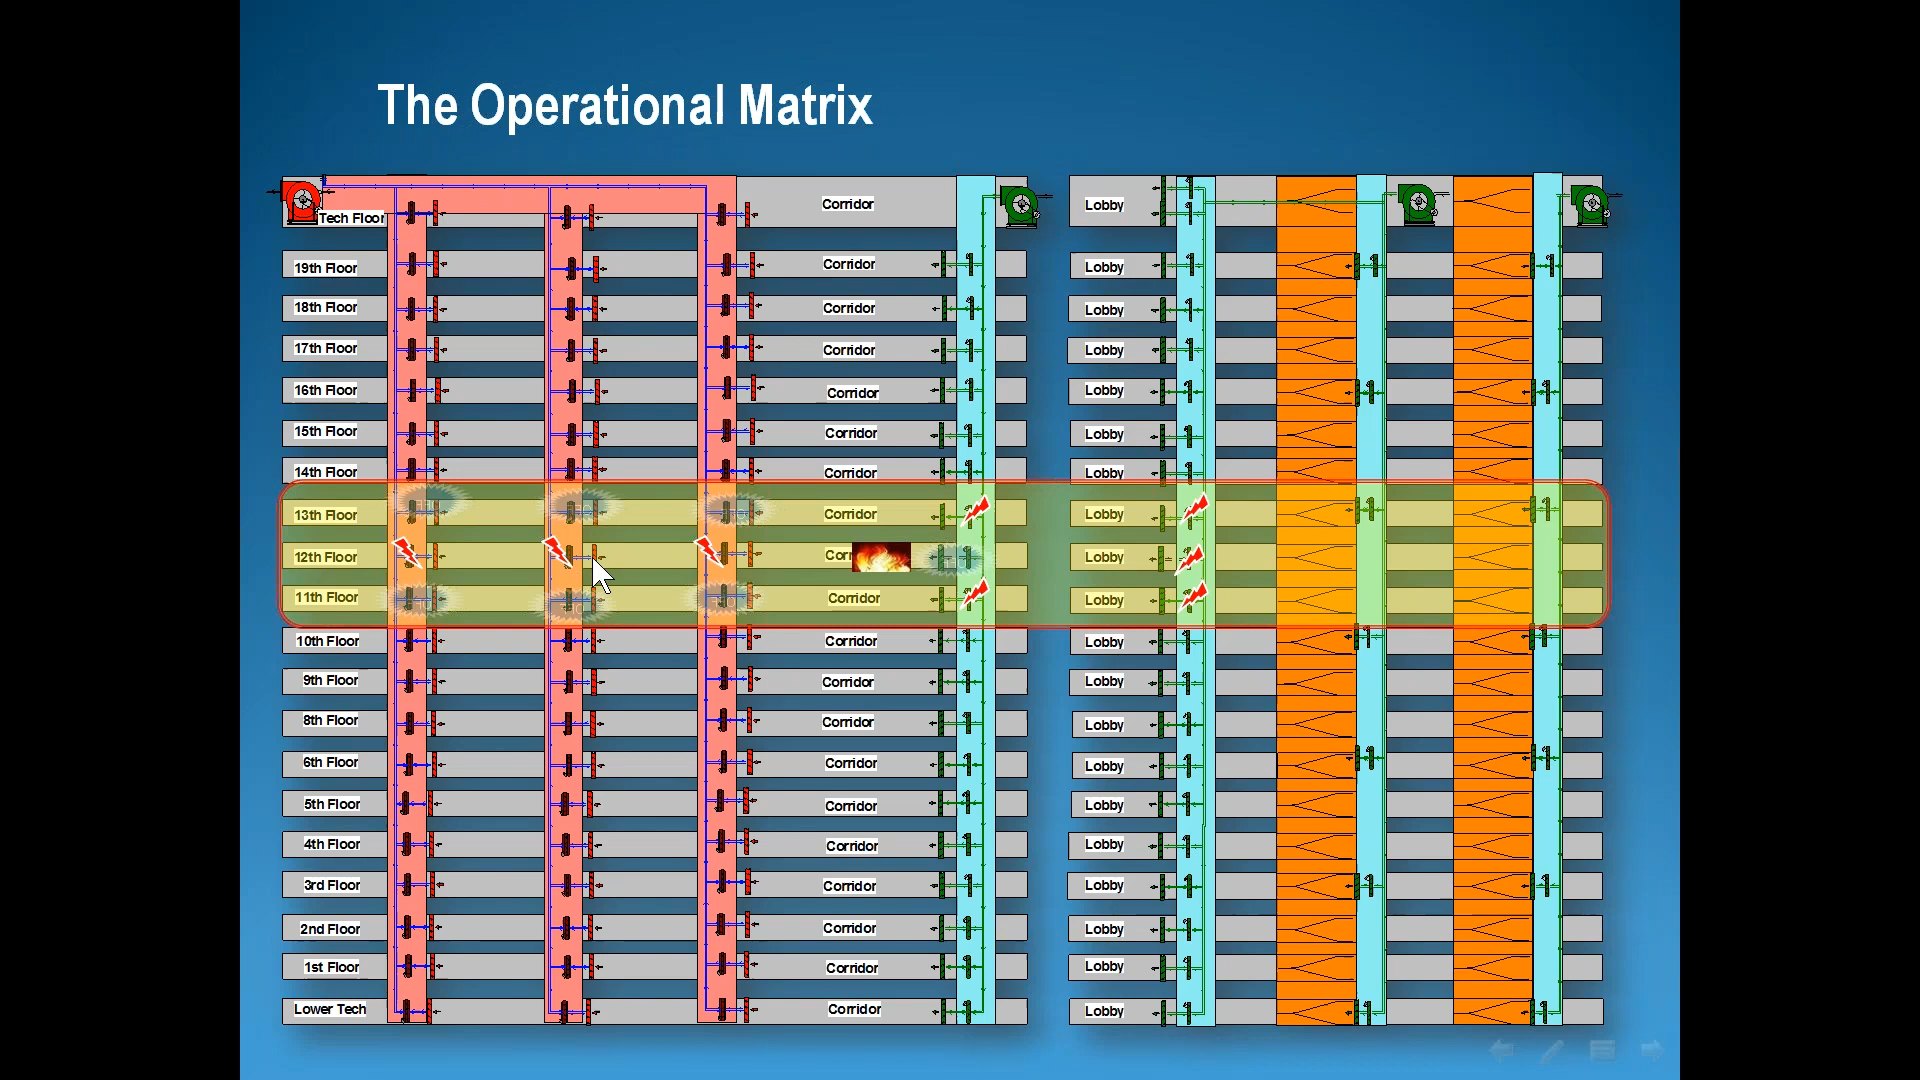 The Operational Matrix
Tech Floor Corridor Lobby
19th Floor Corridor Lobby
18th Floor Corridor Lobby
17th Floor Corridor Lobby
16th Floor Corridor Lobby
15th Floor Corridor Lobby
14th Floor Corridor Lobby
13th Floor Corridor Lobby
12th Floor Corr Lobby
11th Floor Corridor Lobby
10th Floor Corridor Lobby
9th Floor Corridor Lobby
8th Floor Corridor Lobby
6th Floor Corridor Lobby
5th Floor Corridor Lobby
4th Floor Corridor Lobby
3rd Floor Corridor Lobby
2nd Floor Corridor Lobby
1st Floor Corridor Lobby
Lower Tech Corridor Lobby